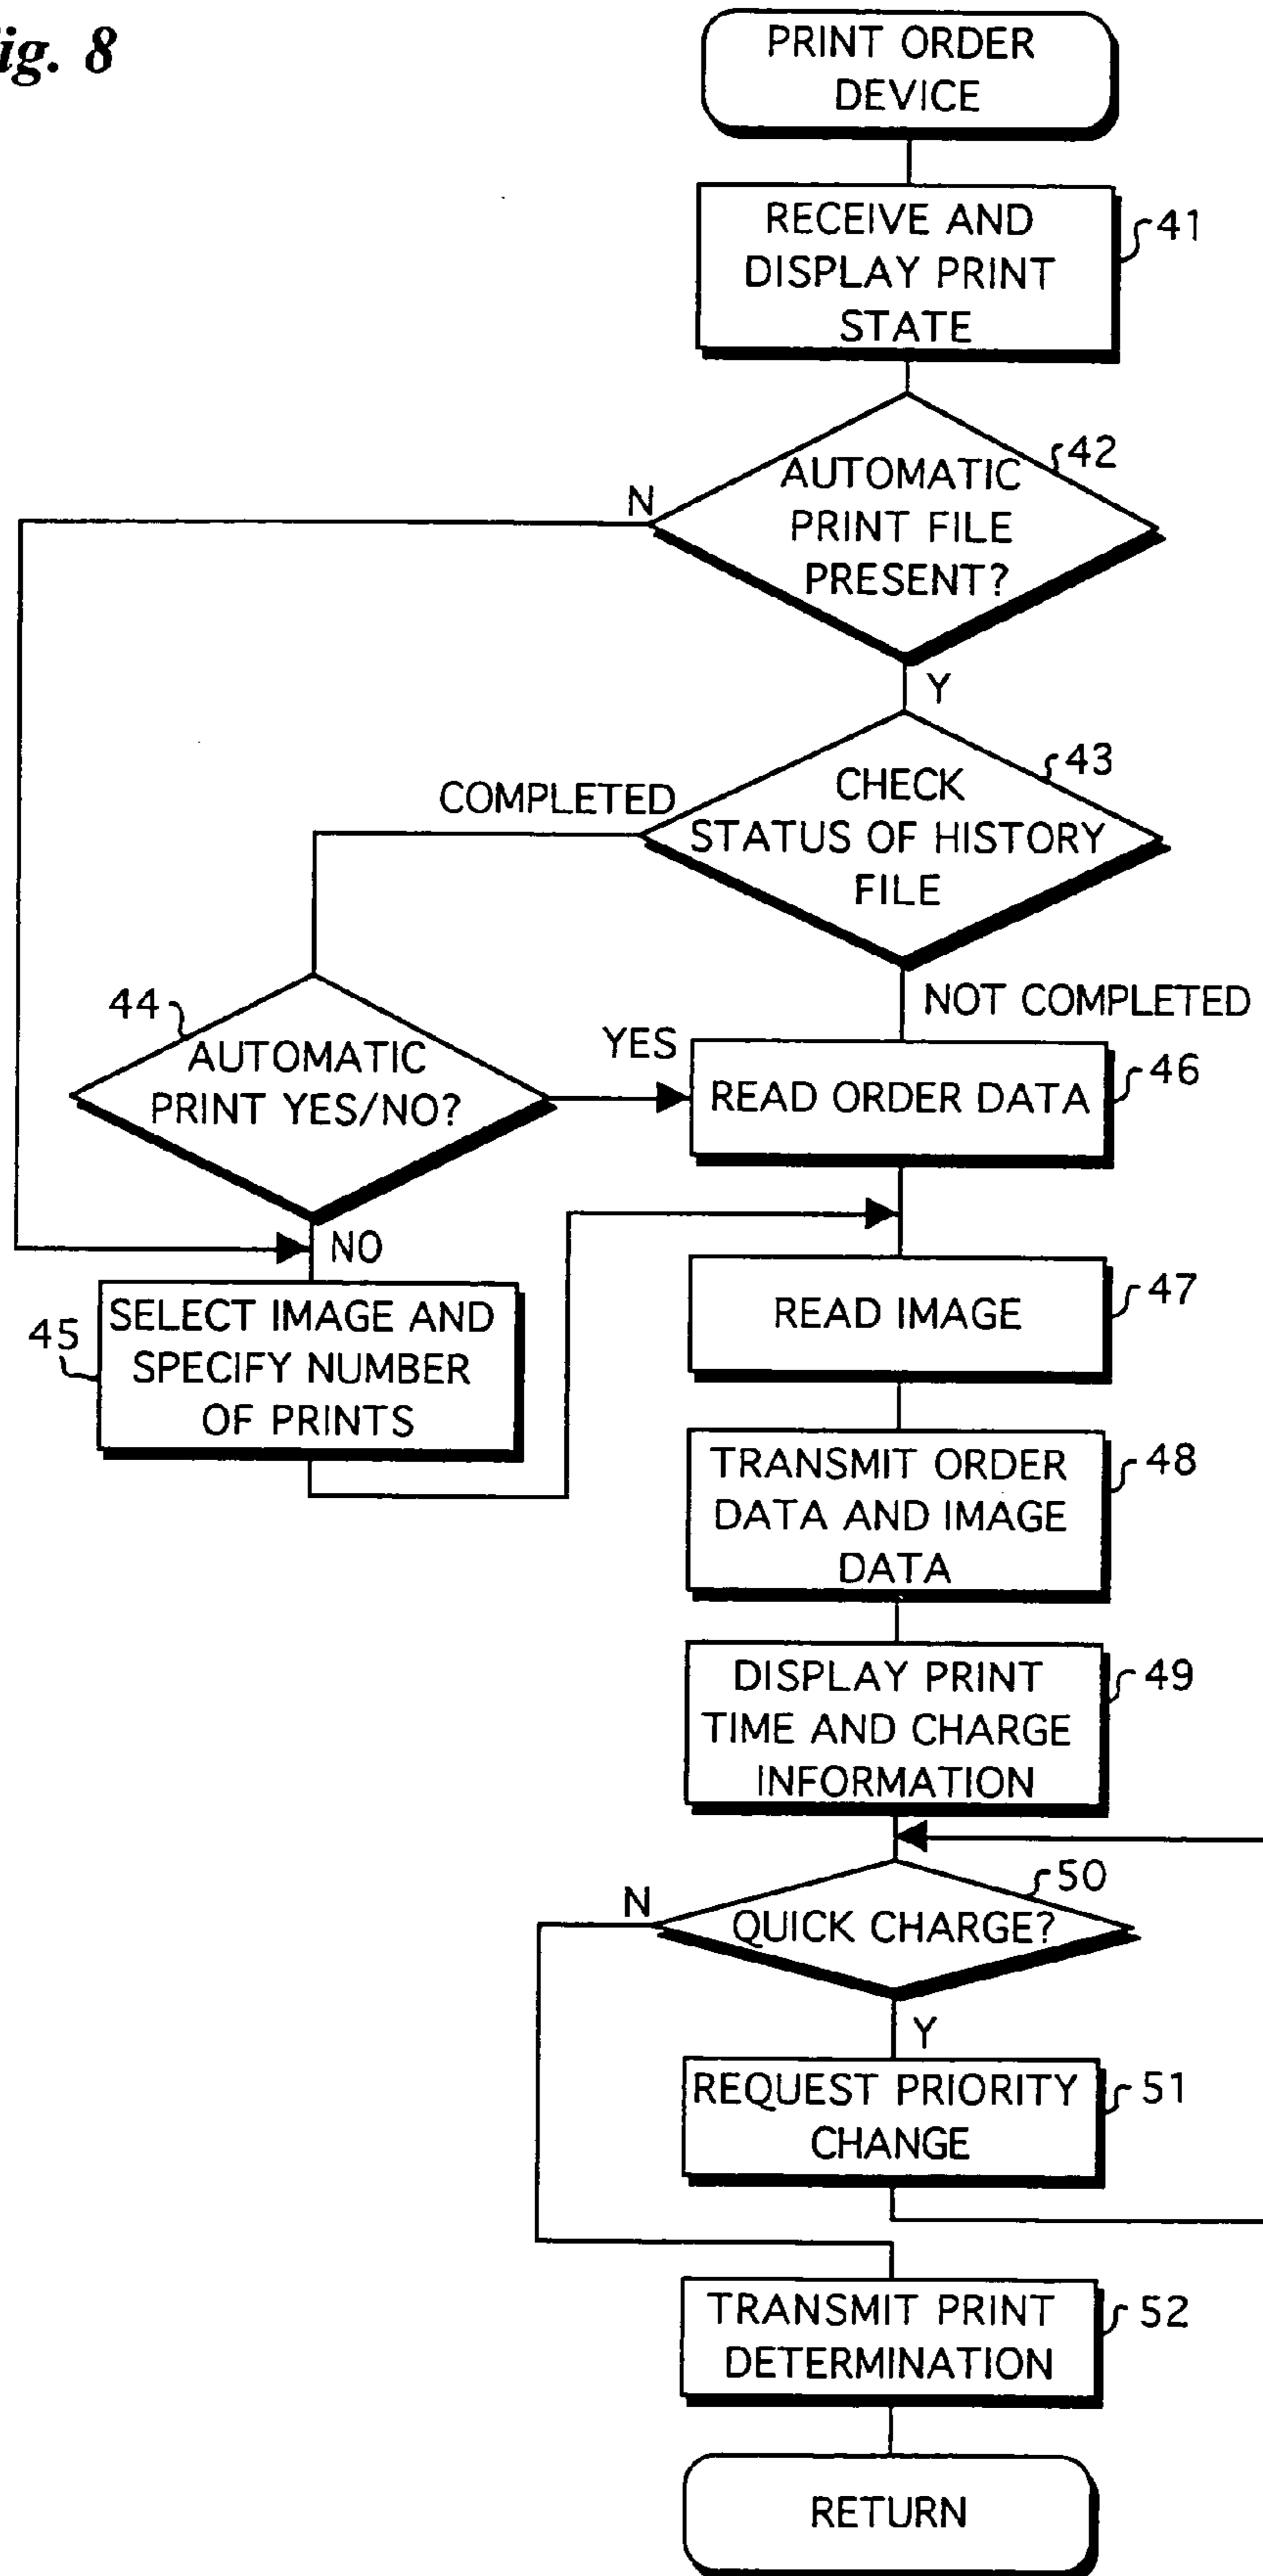 ig. 8
PRINT ORDER
DEVICE
RECEIVE AND
DISPLAY PRINT
STATE
41
AUTOMATIC
PRINT FILE
PRESENT?
42
N
Y
CHECK
STATUS OF HISTORY
FILE
43
COMPLETED
NOT COMPLETED
44
AUTOMATIC
PRINT YES/NO?
YES
NO
READ ORDER DATA
46
45
SELECT IMAGE AND
SPECIFY NUMBER
OF PRINTS
READ IMAGE
47
TRANSMIT ORDER
DATA AND IMAGE
DATA
48
DISPLAY PRINT
TIME AND CHARGE
INFORMATION
49
QUICK CHARGE?
50
N
Y
REQUEST PRIORITY
CHANGE
51
TRANSMIT PRINT
DETERMINATION
52
RETURN